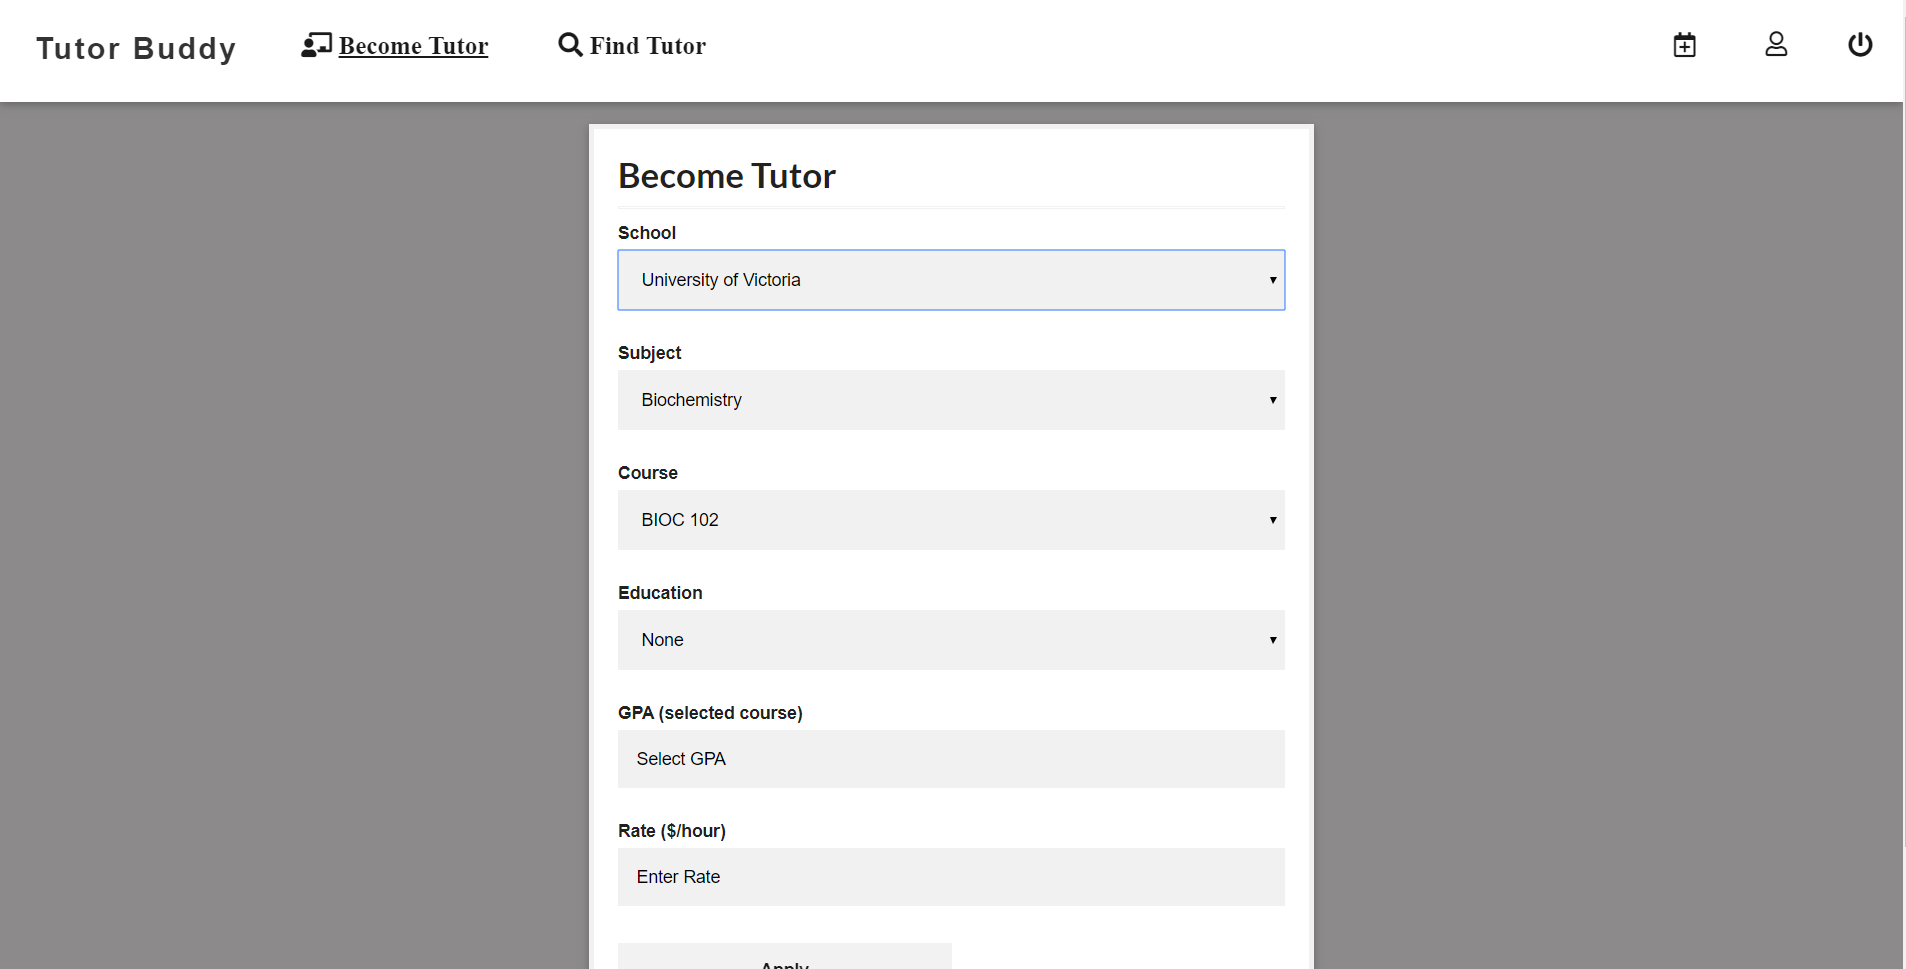 Tutor Buddy Become Tutor Find Tutor
Become Tutor
School
University of Victoria
Subject
Biochemistry
Course
BIOC 102
Education
None
GPA (selected course)
Select GPA
Rate ($/hour)
Enter Rate
Apply